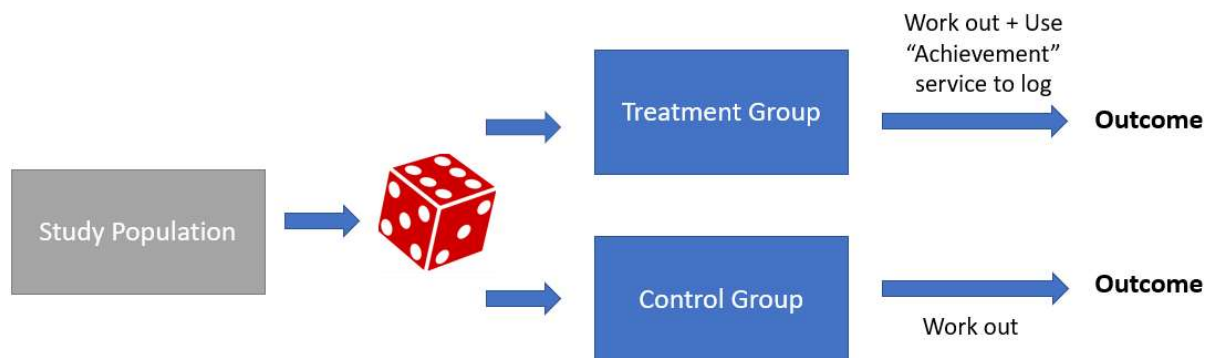 Work out + Use
“Achievement”
service to log
Treatment Group
Outcome
Study Population
Control Group
Outcome
Work out